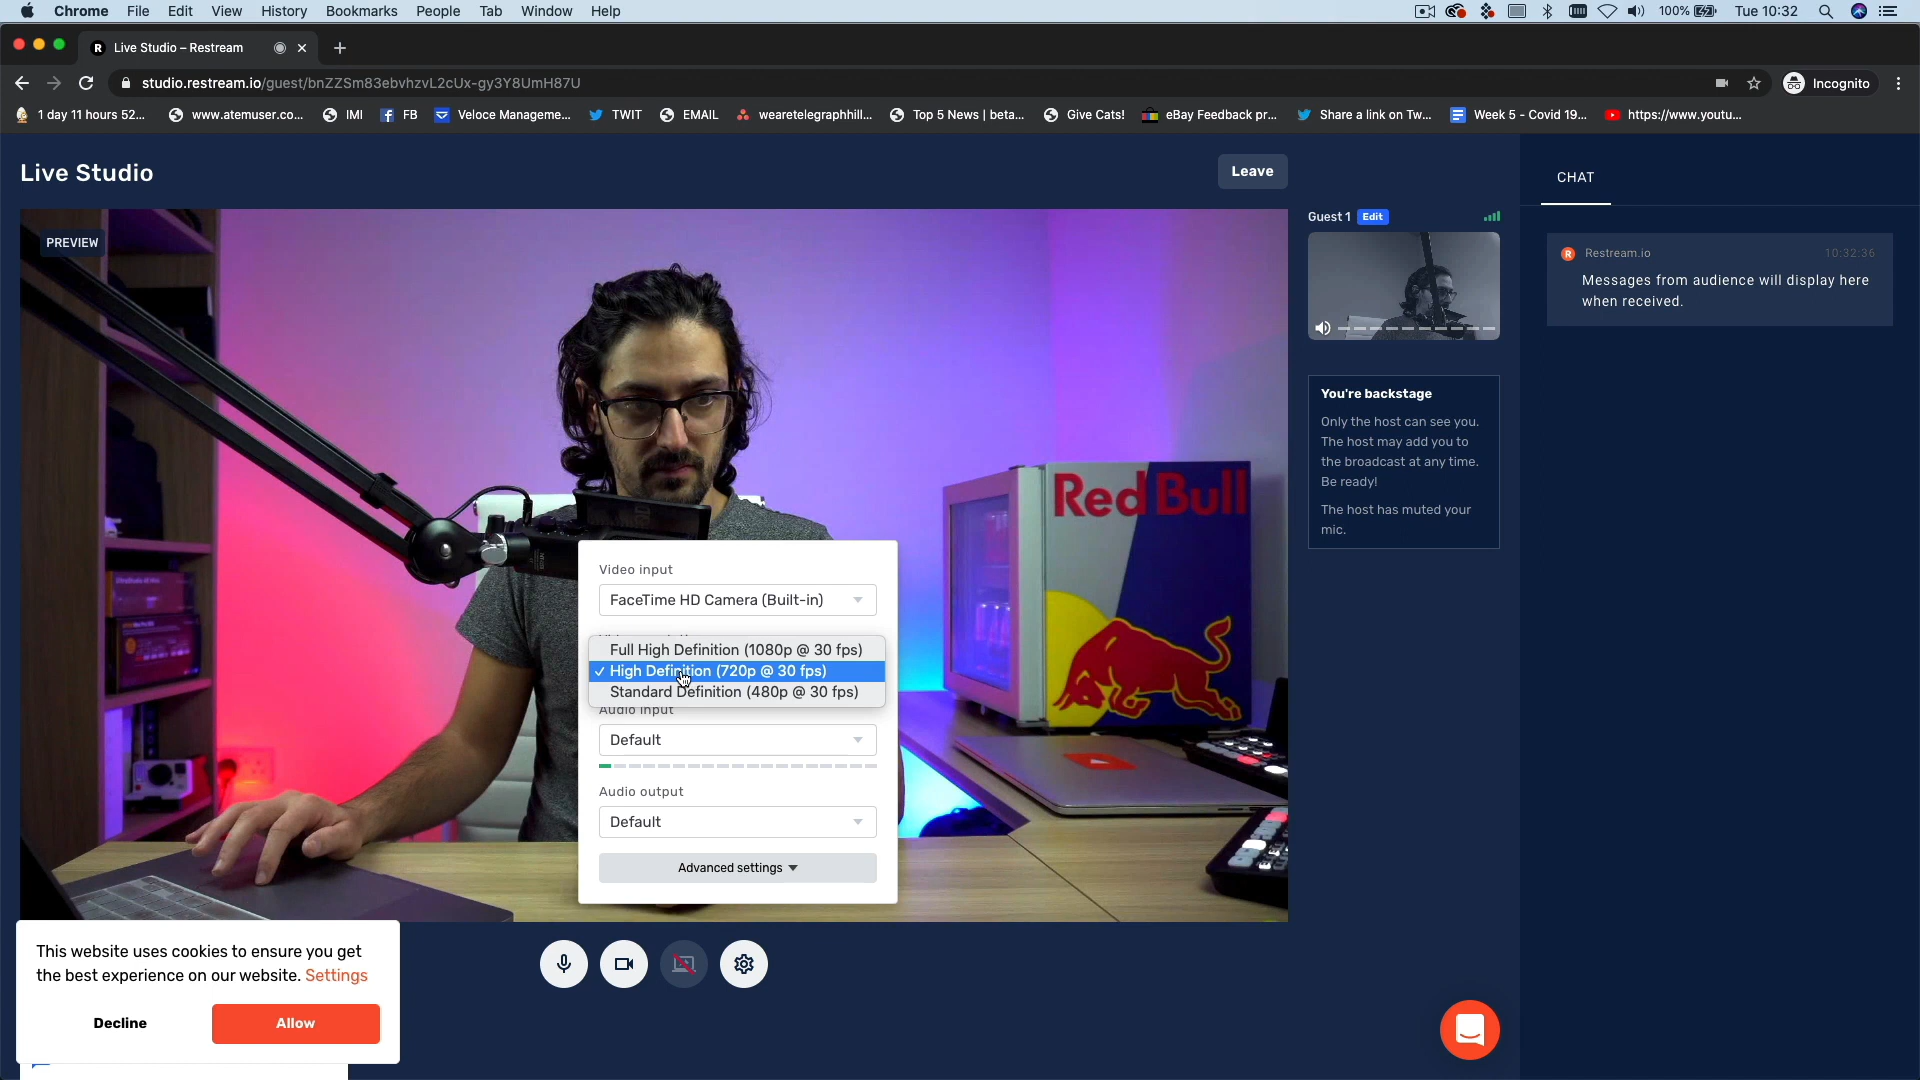 Chrome File Edit View History Bookmarks People Tab Window Help
100% Tue 10:32
R Live Studio – Restream
studio.restream.io/guest/bnZZSm83ebvhzvL2cUx-gy3Y8UmH87U
Incognito
1 day 11 hours 52... www.atemuser.co... IMI FB Veloce Manageme... TWIT EMAIL wearetelegraphhill... Top 5 News | beta... Give Cats! eBay Feedback pr... Share a link on Tw... Week 5 - Covid 19... https://www.youtu...
Live Studio
Leave
PREVIEW
Guest 1 Edit
You're backstage
Only the host can see you.
The host may add you to
the broadcast at any time.
Be ready!
The host has muted your
mic.
CHAT
R Restream.io 10:32:36
Messages from audience will display here
when received.
Red Bull
Video input
FaceTime HD Camera (Built-in)
Full High Definition (1080p @ 30 fps)
✓ High Definition (720p @ 30 fps)
Standard Definition (480p @ 30 fps)
Audio input
Default
Audio output
Default
Advanced settings
This website uses cookies to ensure you get
the best experience on our website. Settings
Decline
Allow